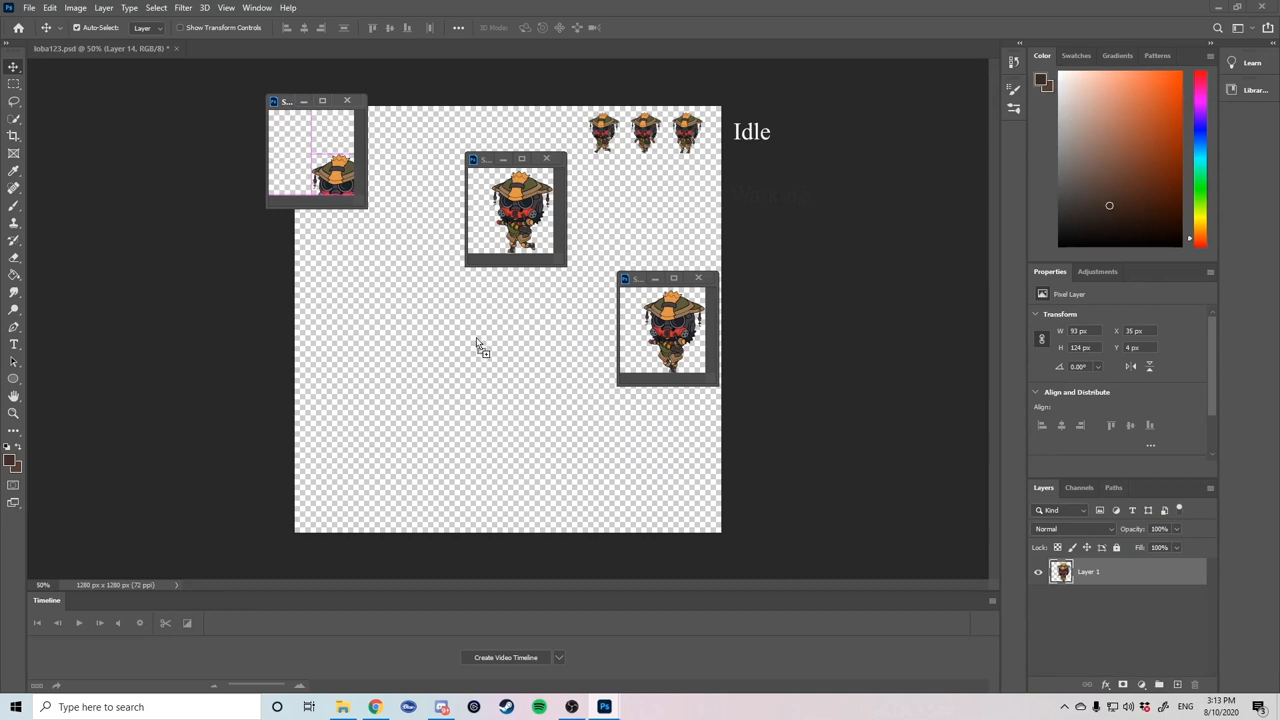 File Edit Image Layer Type Select Filter 3D View Window Help
Auto-Select: Layer Show Transform Controls 3D Mode:
loba123.psd @ 50% (Layer 14, RGB/8) *
Color Swatches Gradients Patterns
Learn
Librar...
S...
Idle
S...
Walking
S...
Properties Adjustments
Pixel Layer
Transform
W 93 px X 35 px
H 124 px Y 4 px
0.00°
Align and Distribute
Align:
Layers Channels Paths
Kind
Normal Opacity: 100%
Lock: Fill: 100%
Layer 1
50% 1280 px x 1280 px (72 ppi)
Timeline
Create Video Timeline
Type here to search
ENG
3:13 PM
8/10/2020